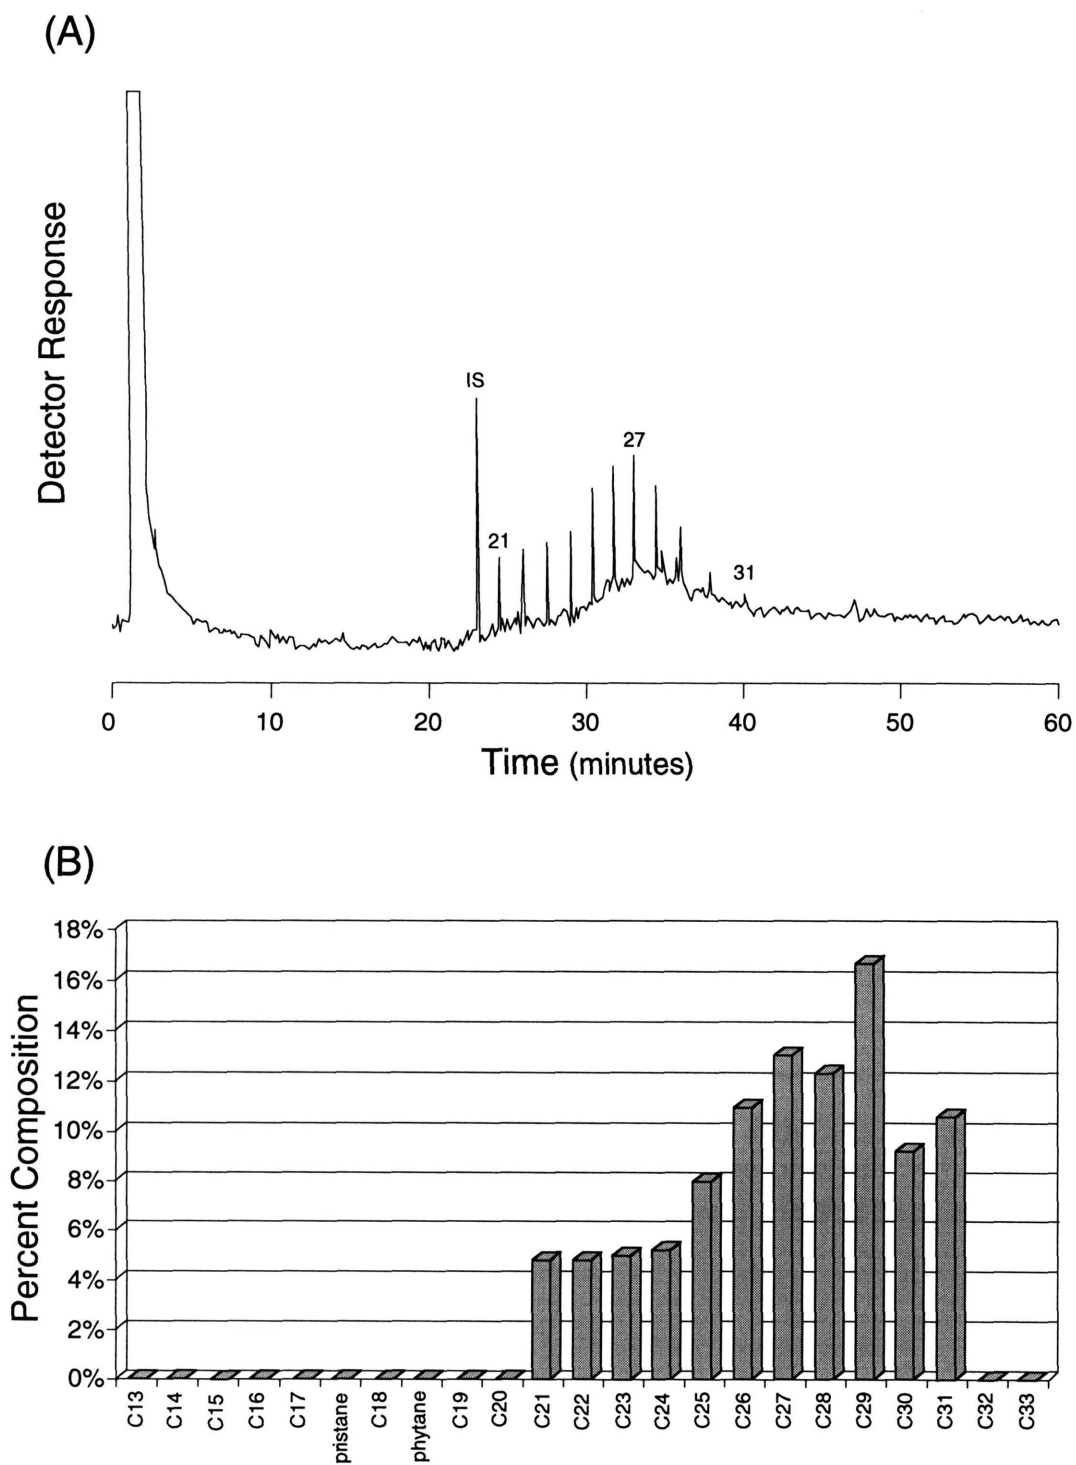 (A)
Detector Response
IS
27
21
31
0 10 20 30 40 50 60
Time (minutes)
(B)
Percent Composition
18%
16%
14%
12%
10%
8%
6%
4%
2%
0%
C13 C14 C15 C16 C17 pristane C18 phytane C19 C20 C21 C22 C23 C24 C25 C26 C27 C28 C29 C30 C31 C32 C33